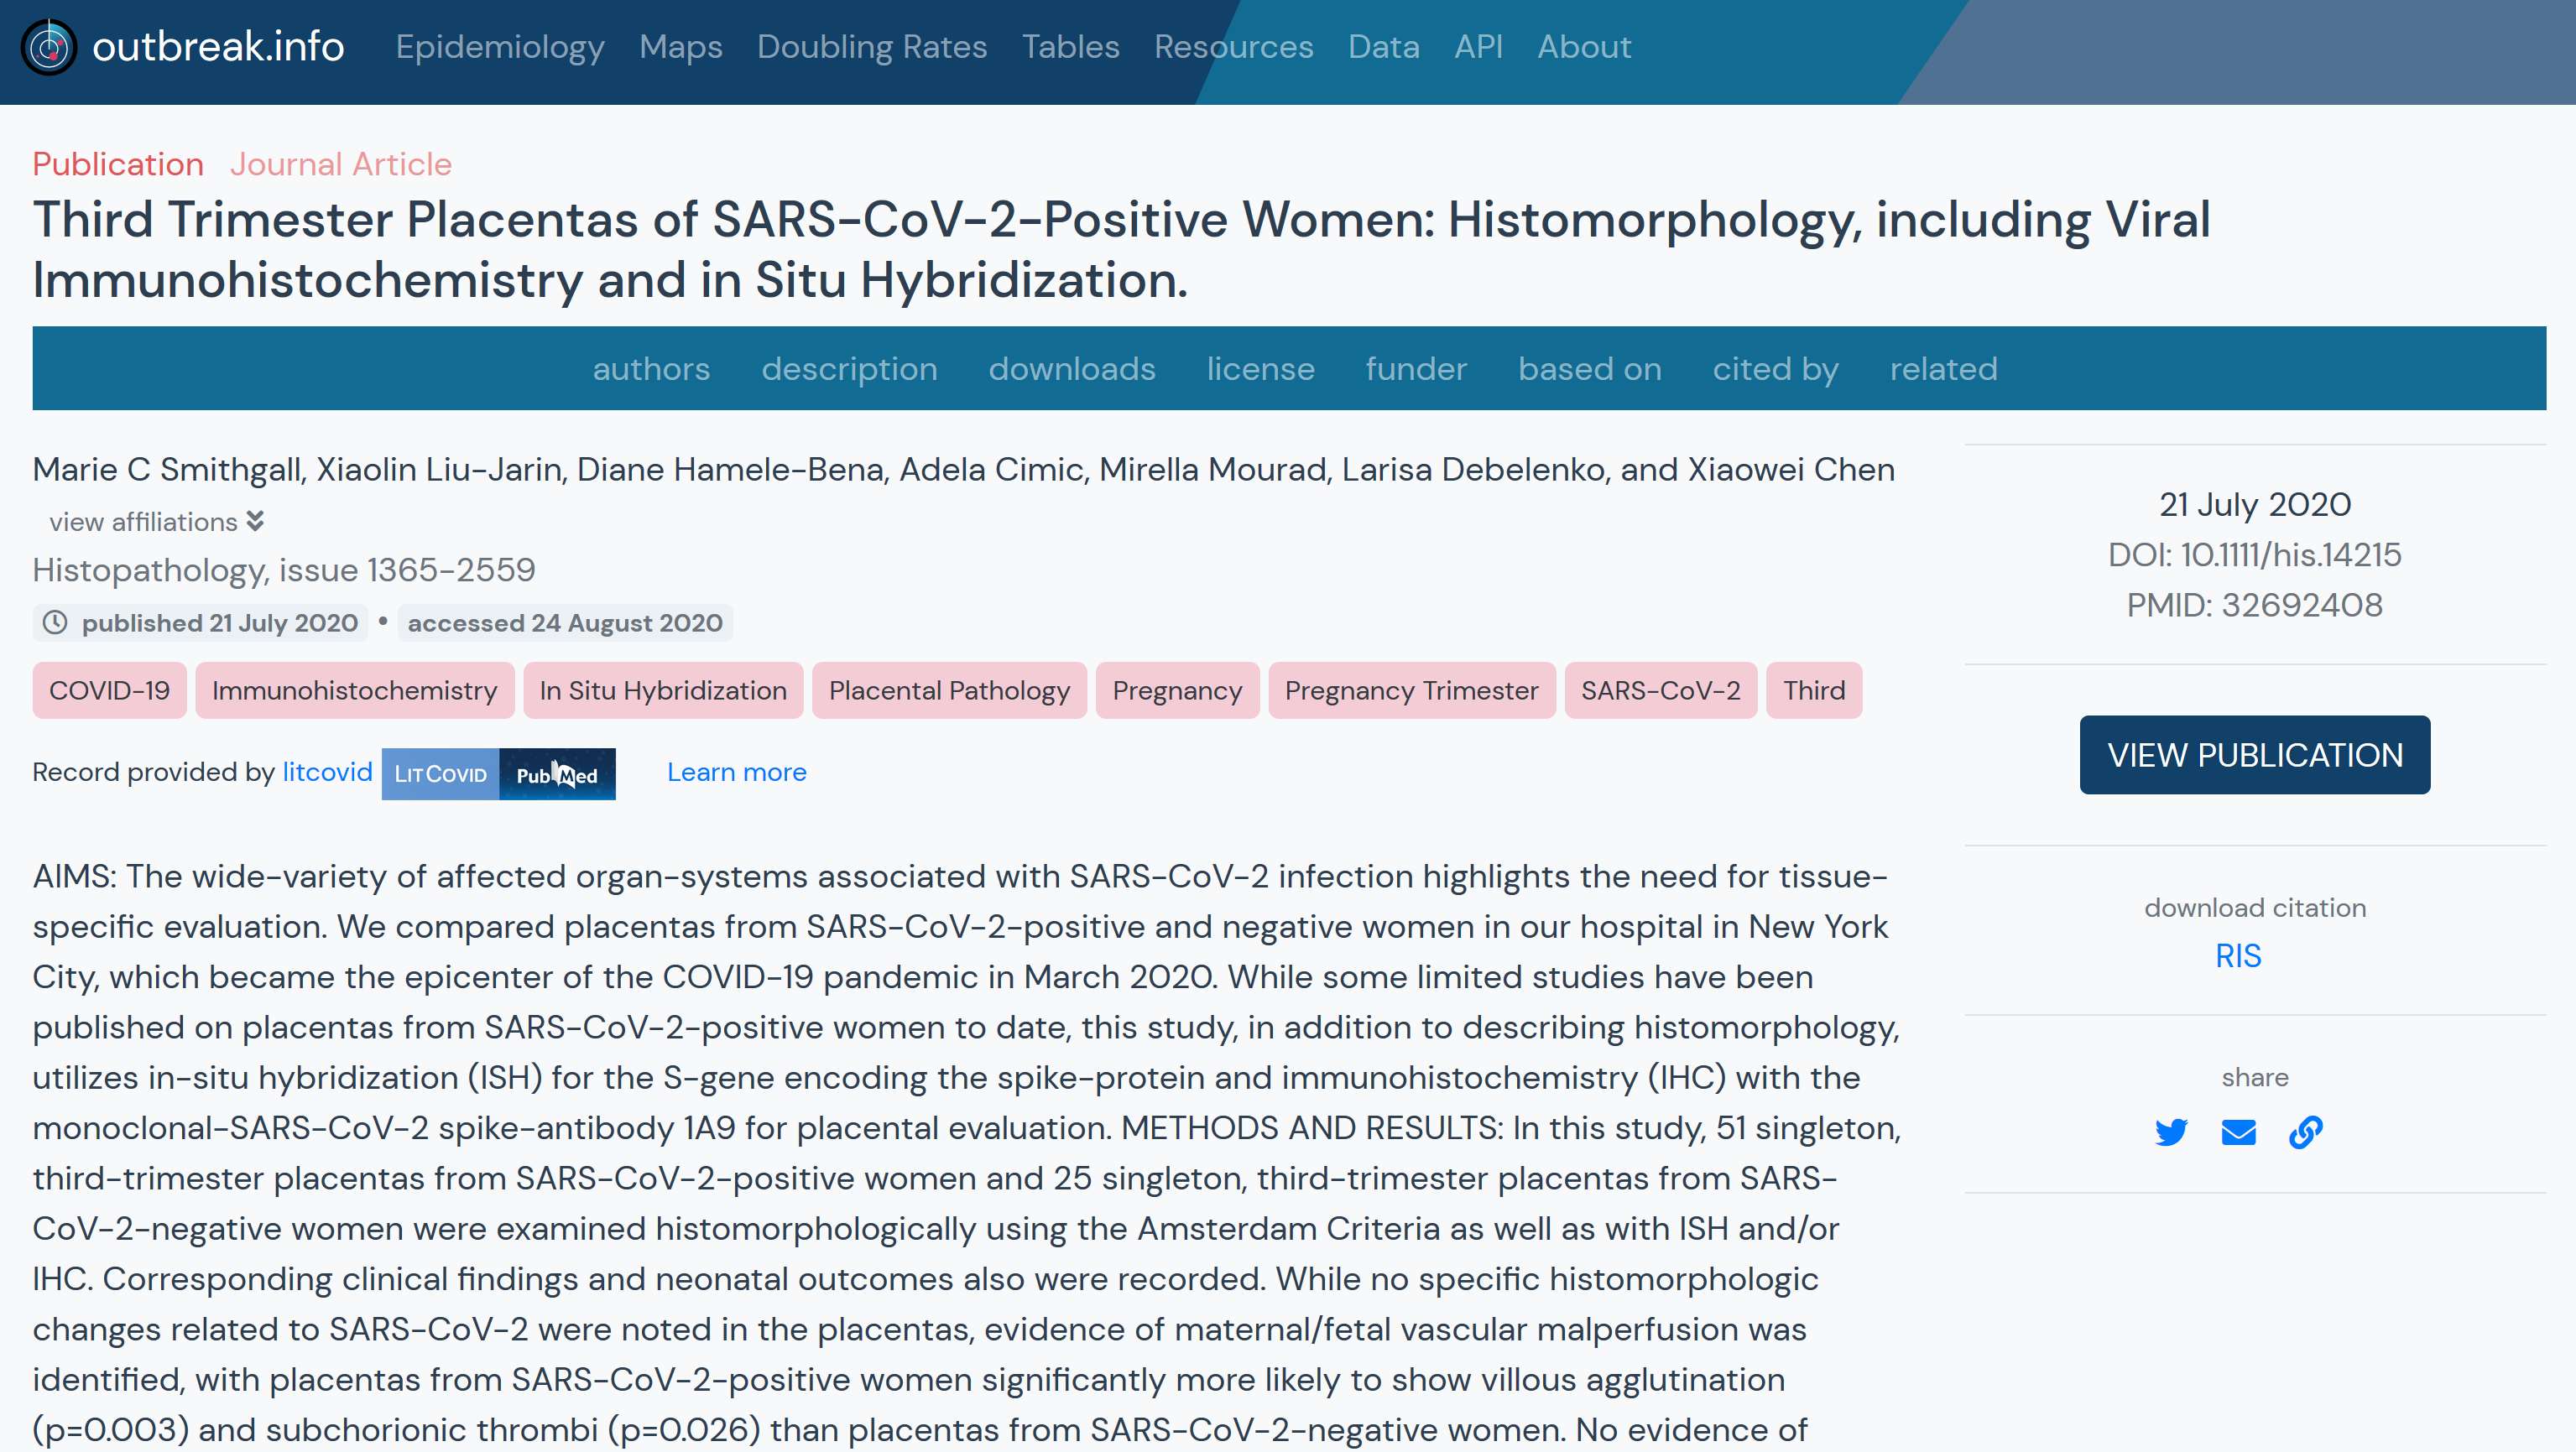 outbreak.info Epidemiology Maps Doubling Rates Tables Resources Data API About
Publication Journal Article
Third Trimester Placentas of SARS-CoV-2-Positive Women: Histomorphology, including Viral
Immunohistochemistry and in Situ Hybridization.
authors description downloads license funder based on cited by related
Marie C Smithgall, Xiaolin Liu-Jarin, Diane Hamele-Bena, Adela Cimic, Mirella Mourad, Larisa Debelenko, and Xiaowei Chen
view affiliations
Histopathology, issue 1365-2559
published 21 July 2020 • accessed 24 August 2020
COVID-19 Immunohistochemistry In Situ Hybridization Placental Pathology Pregnancy Pregnancy Trimester SARS-CoV-2 Third
Record provided by litcovid LITCOVID PubMed Learn more
AIMS: The wide-variety of affected organ-systems associated with SARS-CoV-2 infection highlights the need for tissue-
specific evaluation. We compared placentas from SARS-CoV-2-positive and negative women in our hospital in New York
City, which became the epicenter of the COVID-19 pandemic in March 2020. While some limited studies have been
published on placentas from SARS-CoV-2-positive women to date, this study, in addition to describing histomorphology,
utilizes in-situ hybridization (ISH) for the S-gene encoding the spike-protein and immunohistochemistry (IHC) with the
monoclonal-SARS-CoV-2 spike-antibody 1A9 for placental evaluation. METHODS AND RESULTS: In this study, 51 singleton,
third-trimester placentas from SARS-CoV-2-positive women and 25 singleton, third-trimester placentas from SARS-
CoV-2-negative women were examined histomorphologically using the Amsterdam Criteria as well as with ISH and/or
IHC. Corresponding clinical findings and neonatal outcomes also were recorded. While no specific histomorphologic
changes related to SARS-CoV-2 were noted in the placentas, evidence of maternal/fetal vascular malperfusion was
identified, with placentas from SARS-CoV-2-positive women significantly more likely to show villous agglutination
(p=0.003) and subchorionic thrombi (p=0.026) than placentas from SARS-CoV-2-negative women. No evidence of
21 July 2020
DOI: 10.1111/his.14215
PMID: 32692408
VIEW PUBLICATION
download citation
RIS
share